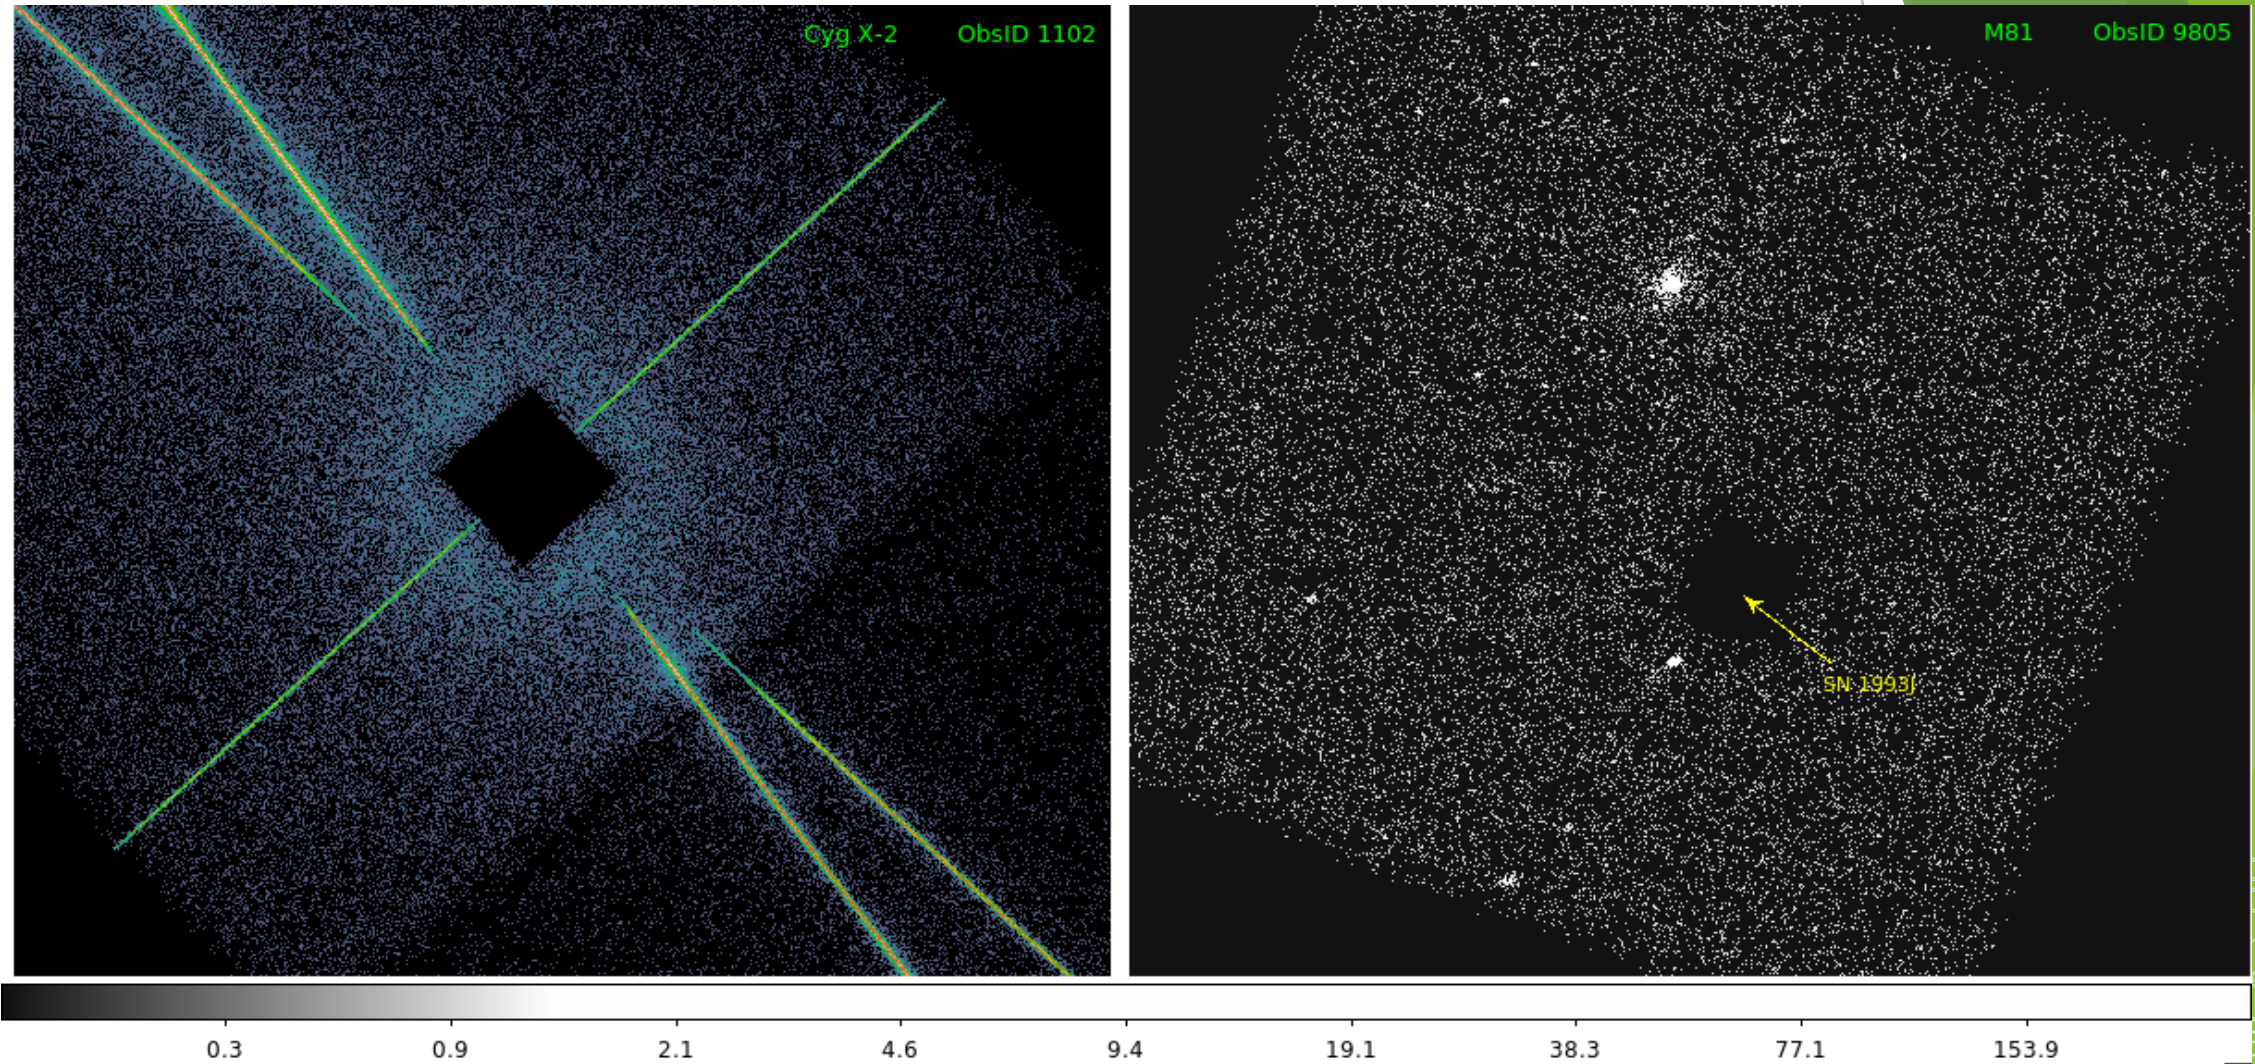 Cyg X-2 ObsID 1102
M81 ObsID 9805
SN 1993J
0.3 0.9 2.1 4.6 9.4 19.1 38.3 77.1 153.9